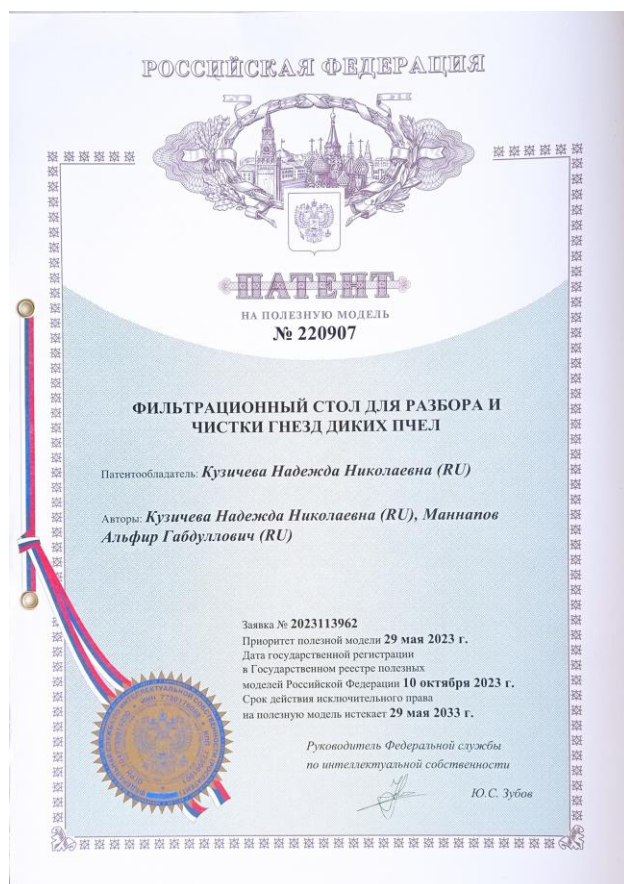 РОССИЙСКАЯ ФЕДЕРАЦИЯ
ПАТЕНТ
НА ПОЛЕЗНУЮ МОДЕЛЬ
№ 220907
ФИЛЬТРАЦИОННЫЙ СТОЛ ДЛЯ РАЗБОРА И
ЧИСТКИ ГНЕЗД ДИКИХ ПЧЕЛ
Патентообладатель: Кузичева Надежда Николаевна (RU)
Авторы: Кузичева Надежда Николаевна (RU), Маннапов
Альфир Габдуллович (RU)
Заявка № 2023113962
Приоритет полезной модели 29 мая 2023 г.
Дата государственной регистрации
в Государственном реестре полезных
моделей Российской Федерации 10 октября 2023 г.
Срок действия исключительного права
на полезную модель истекает 29 мая 2033 г.
Руководитель Федеральной службы
по интеллектуальной собственности
Ю.С. Зубов